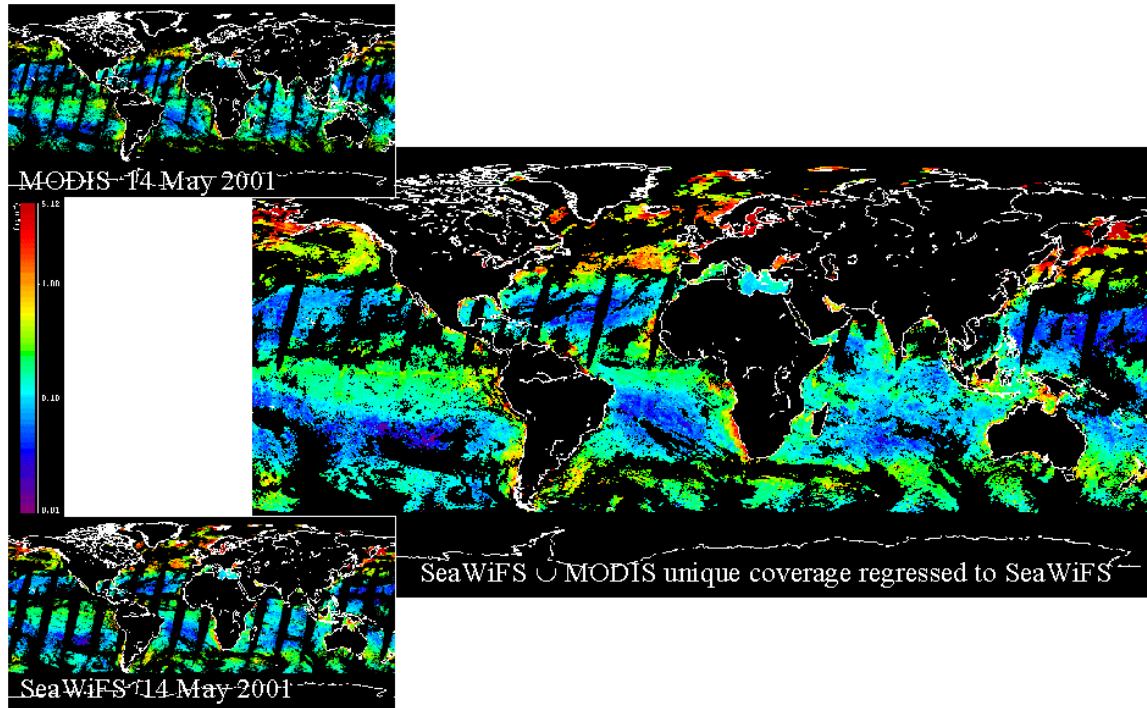 MODIS 14 May 2001
5.12
1.00
0.10
0.01
SeaWiFS ∪ MODIS unique coverage regressed to SeaWiFS
SeaWiFS 14 May 2001